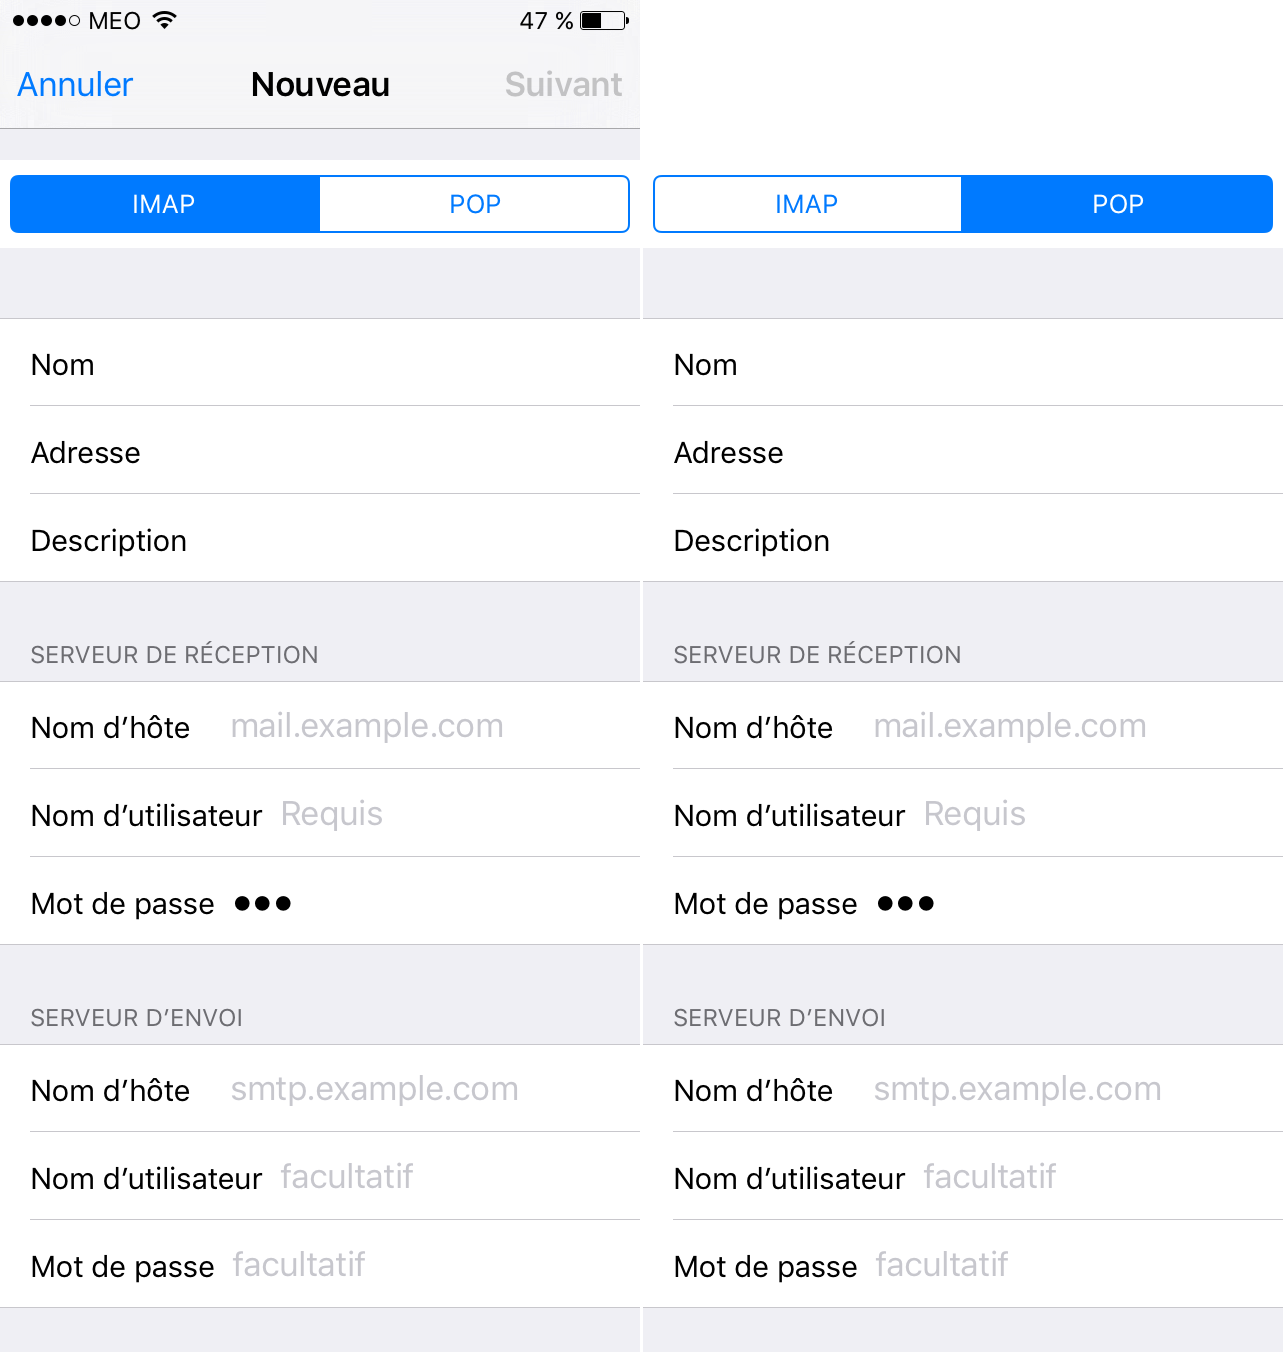 MEO 47 %
Annuler Nouveau Suivant
IMAP POP
Nom
Adresse
Description
SERVEUR DE RÉCEPTION
Nom d’hôte mail.example.com
Nom d’utilisateur Requis
Mot de passe ●●●
SERVEUR D’ENVOI
Nom d’hôte smtp.example.com
Nom d’utilisateur facultatif
Mot de passe facultatif
IMAP POP
Nom
Adresse
Description
SERVEUR DE RÉCEPTION
Nom d’hôte mail.example.com
Nom d’utilisateur Requis
Mot de passe ●●●
SERVEUR D’ENVOI
Nom d’hôte smtp.example.com
Nom d’utilisateur facultatif
Mot de passe facultatif